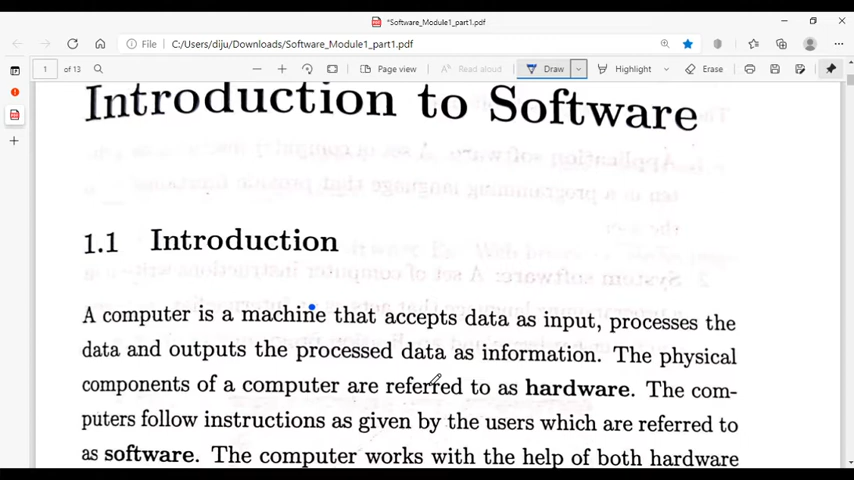 *Software_Module1_part1.pdf
File C:/Users/diju/Downloads/Software_Module1_part1.pdf
1 of 13 Page view Read aloud Draw Highlight Erase
Introduction to Software
1.1 Introduction
A computer is a machine that accepts data as input, processes the
data and outputs the processed data as information. The physical
components of a computer are referred to as hardware. The com-
puters follow instructions as given by the users which are referred to
as software. The computer works with the help of both hardware